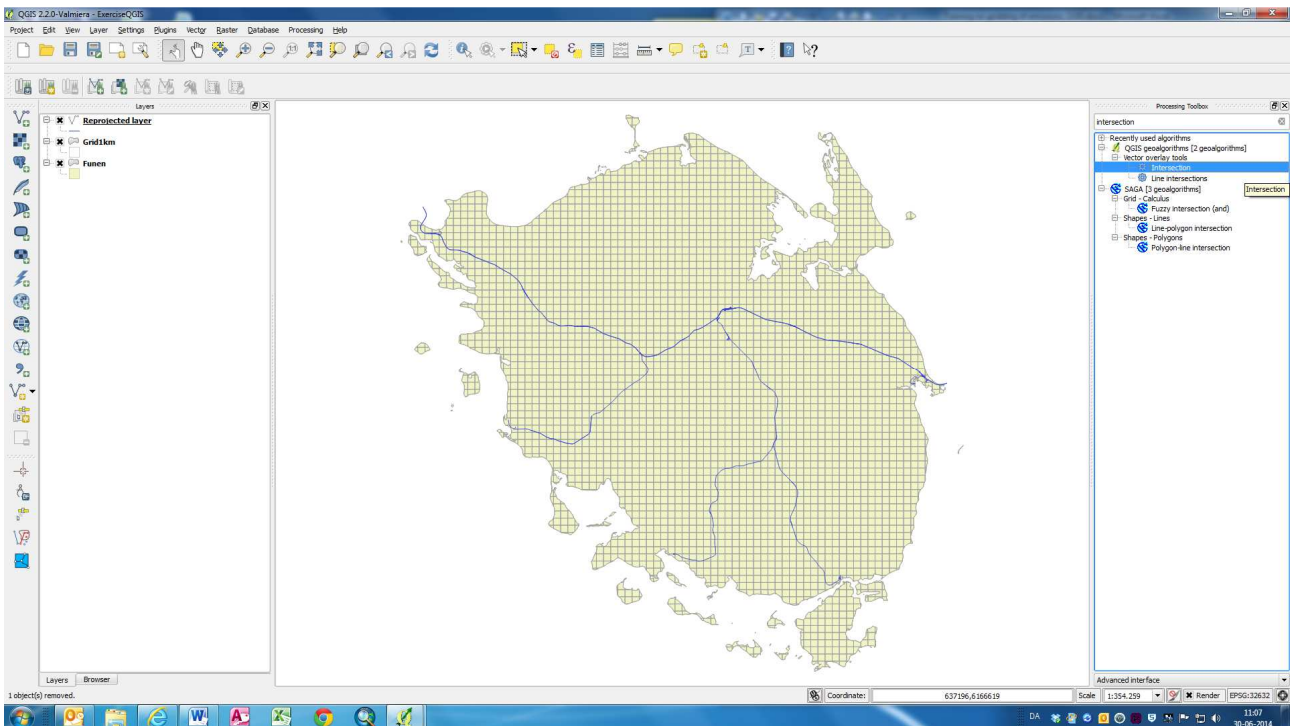 QGIS 2.2.0-Valmiera - ExerciseQGIS
Project Edit View Layer Settings Plugins Vector Raster Database Processing Help
Layers
Reprojected layer
Grid1km
Funen
Processing Toolbox
intersection
Recently used algorithms
QGIS geoalgorithms [2 geoalgorithms]
Vector overlay tools
Intersection
Line intersections
Intersection
SAGA [3 geoalgorithms]
Grid - Calculus
Fuzzy intersection (and)
Shapes - Lines
Line-polygon intersection
Shapes - Polygons
Polygon-line intersection
Layers Browser
Advanced interface
1 object(s) removed.
Coordinate: 637196,6166619 Scale 1:354.259 Render EPSG:32632
DA 11:07
30-06-2014